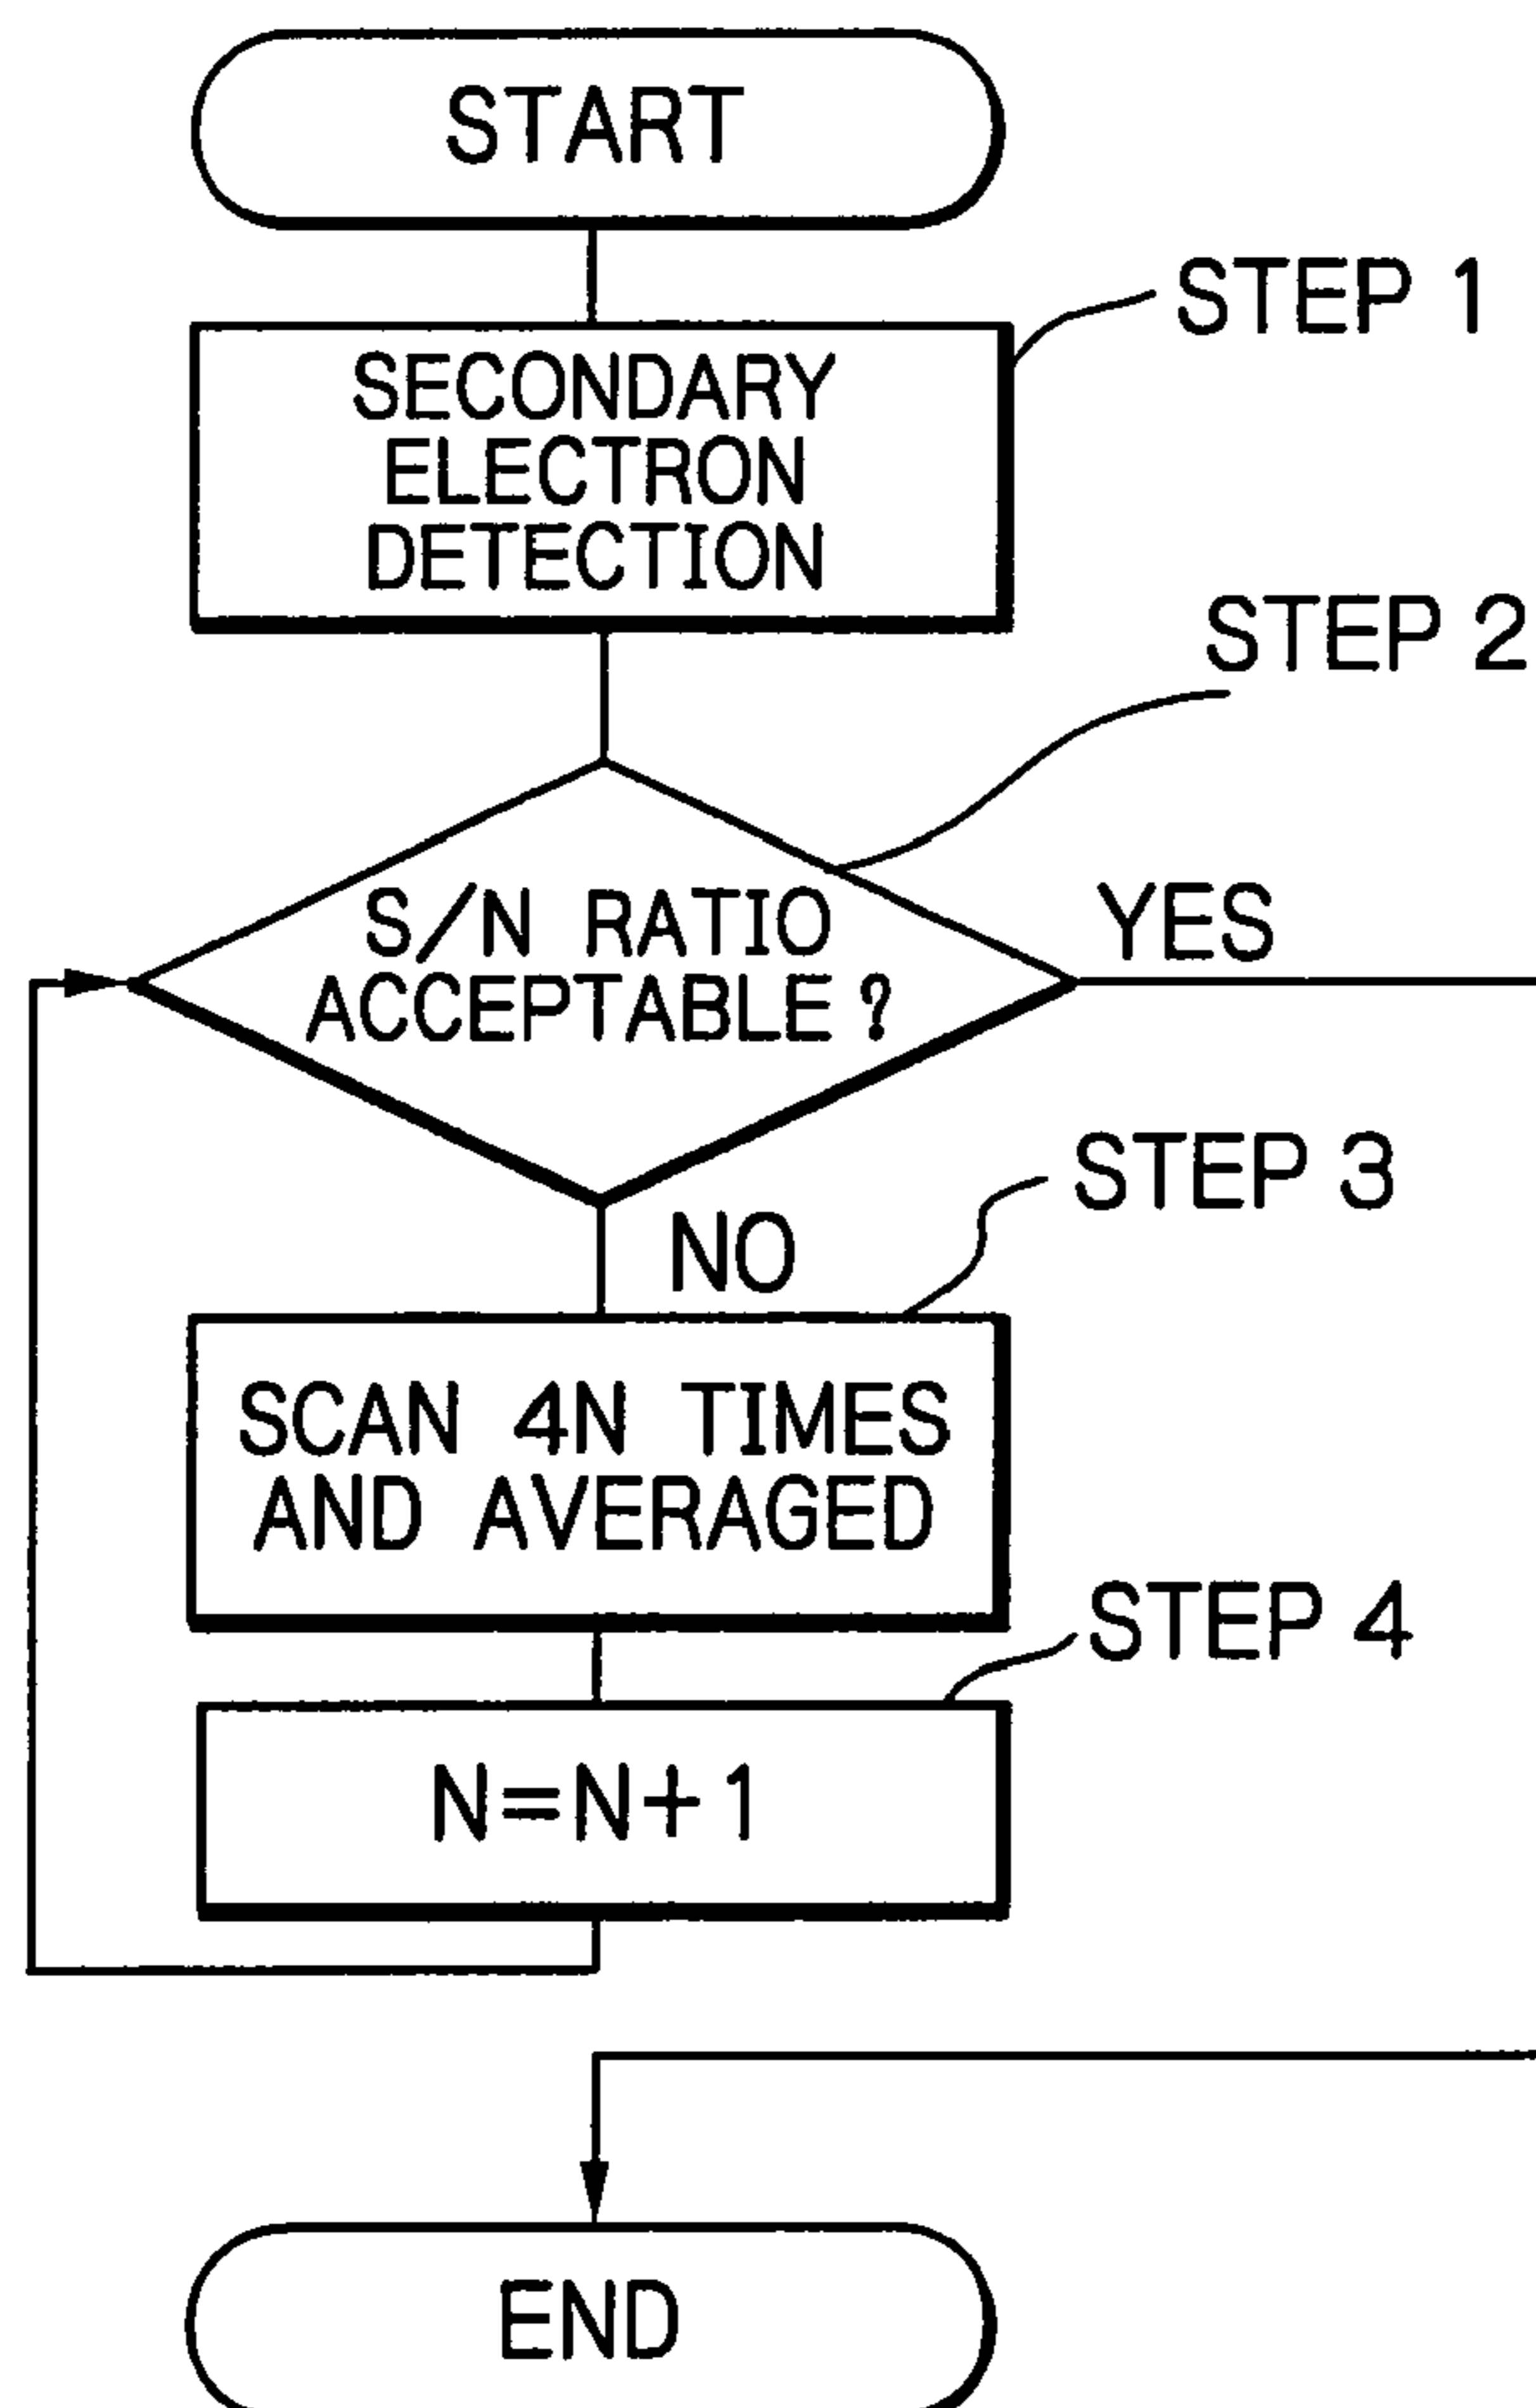 START
STEP 1
SECONDARY
ELECTRON
DETECTION
STEP 2
S/N RATIO
ACCEPTABLE?
YES
STEP 3
NO
SCAN 4N TIMES
AND AVERAGED
STEP 4
N=N+1
END